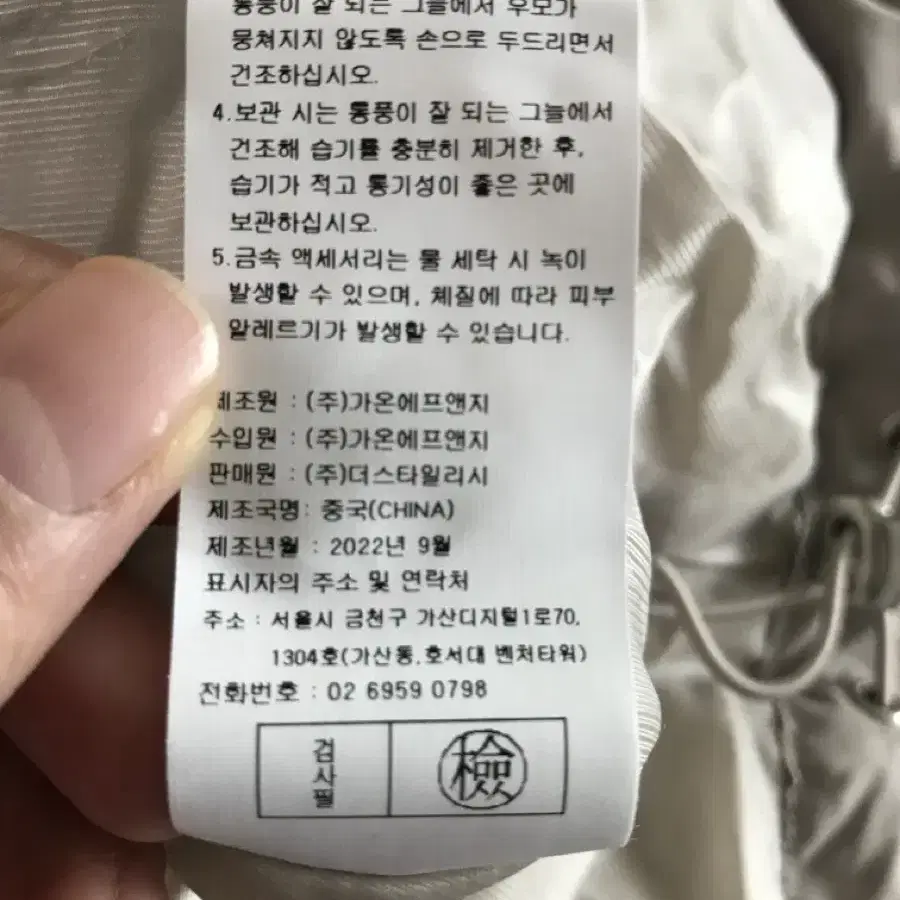 통풍이 잘 되는 그늘에서 우모가
뭉쳐지지 않도록 손으로 두드리면서
건조하십시오.
4.보관 시는 통풍이 잘 되는 그늘에서
건조해 습기를 충분히 제거한 후,
습기가 적고 통기성이 좋은 곳에
보관하십시오.
5.금속 액세서리는 물 세탁 시 녹이
발생할 수 있으며, 체질에 따라 피부
알레르기가 발생할 수 있습니다.
제조원 : (주)가온에프앤지
수입원 : (주)가온에프앤지
판매원 : (주)더스타일리시
제조국명: 중국(CHINA)
제조년월 : 2022년 9월
표시자의 주소 및 연락처
주소 : 서울시 금천구 가산디지털1로70,
1304호(가산동,호서대 벤처타워)
전화번호 : 02 6959 0798
검사필
檢